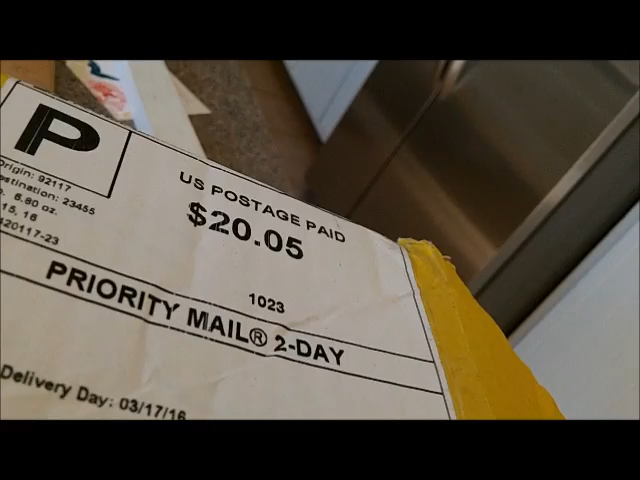 P
US POSTAGE PAID
$20.05
Origin: 92117
Destination: 23455
6.80 oz.
15, 16
420117-23
1023
PRIORITY MAIL® 2-DAY
Delivery Day: 03/17/16